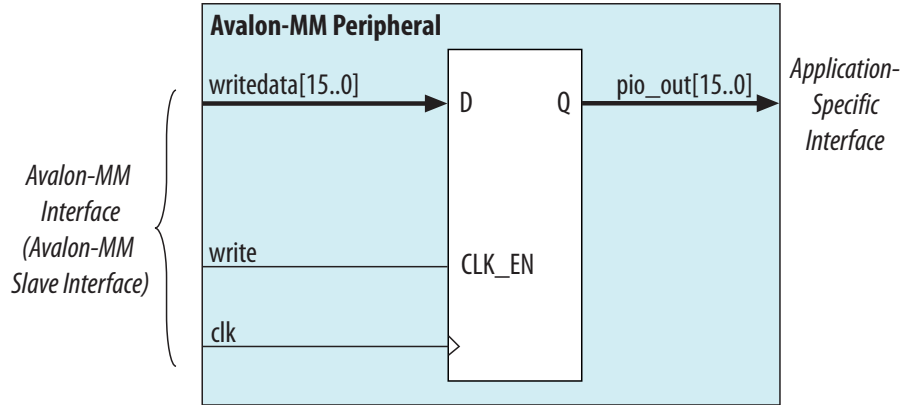 Avalon-MM Peripheral
writedata[15..0]
D
Q
pio_out[15..0]
Application-
Specific
Interface
Avalon-MM
Interface
(Avalon-MM
Slave Interface)
write
CLK_EN
clk